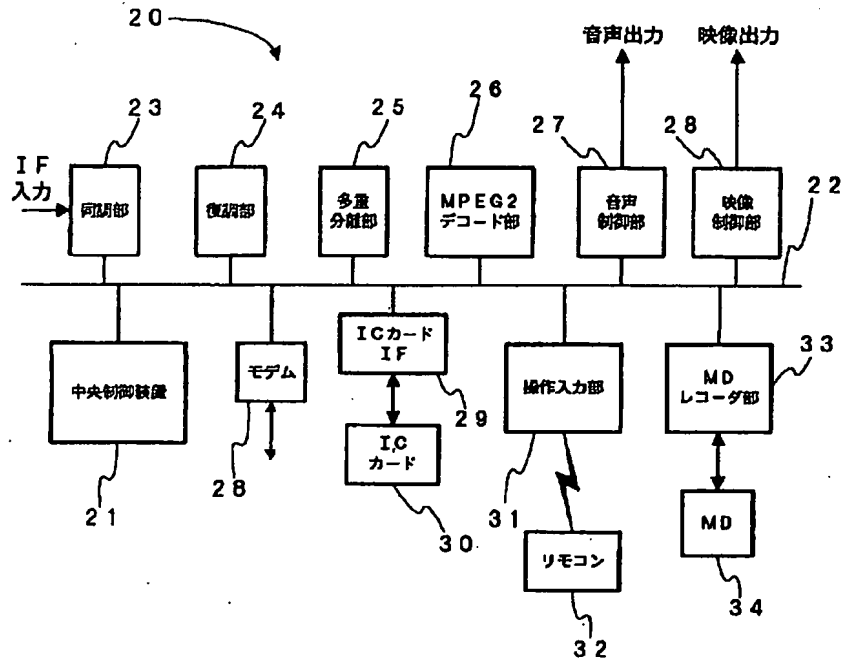 20
音声出力
映像出力
23
24
25
26
27
28
22
IF
入力
同調部
復調部
多重
分離部
MPEG2
デコード部
音声
制御部
映像
制御部
中央制御装置
モデム
ICカード
IF
操作入力部
MD
レコーダ部
33
21
28
29
IC
カード
30
31
リモコン
32
MD
34